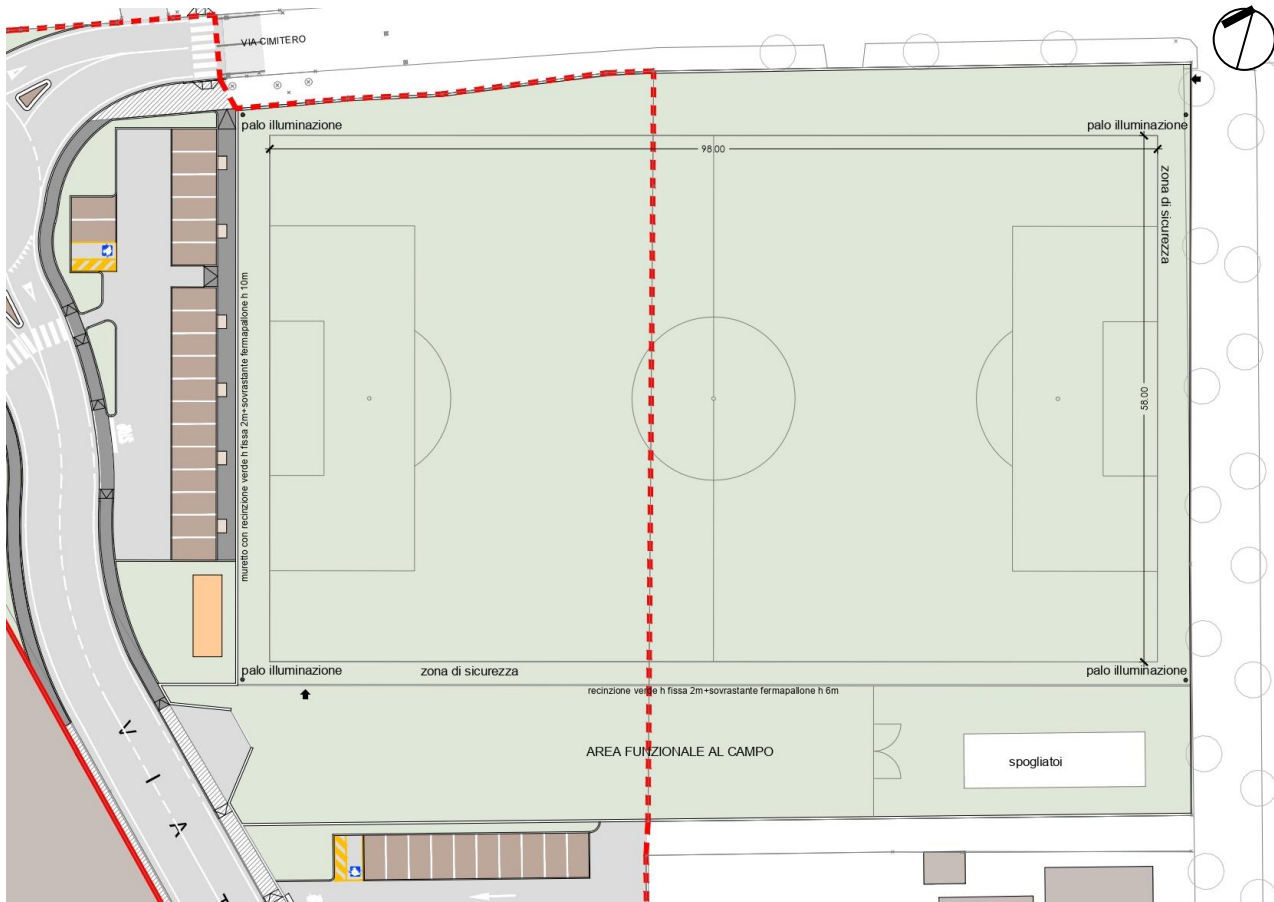 VIA CIMITERO
palo illuminazione
palo illuminazione
98.00
zona di sicurezza
muretto con recinzione verde h fissa 2m+sovrastante fermapallone h 10m
58.00
palo illuminazione
zona di sicurezza
palo illuminazione
recinzione verde h fissa 2m+sovrastante fermapallone h 6m
AREA FUNZIONALE AL CAMPO
spogliatoi
VIA